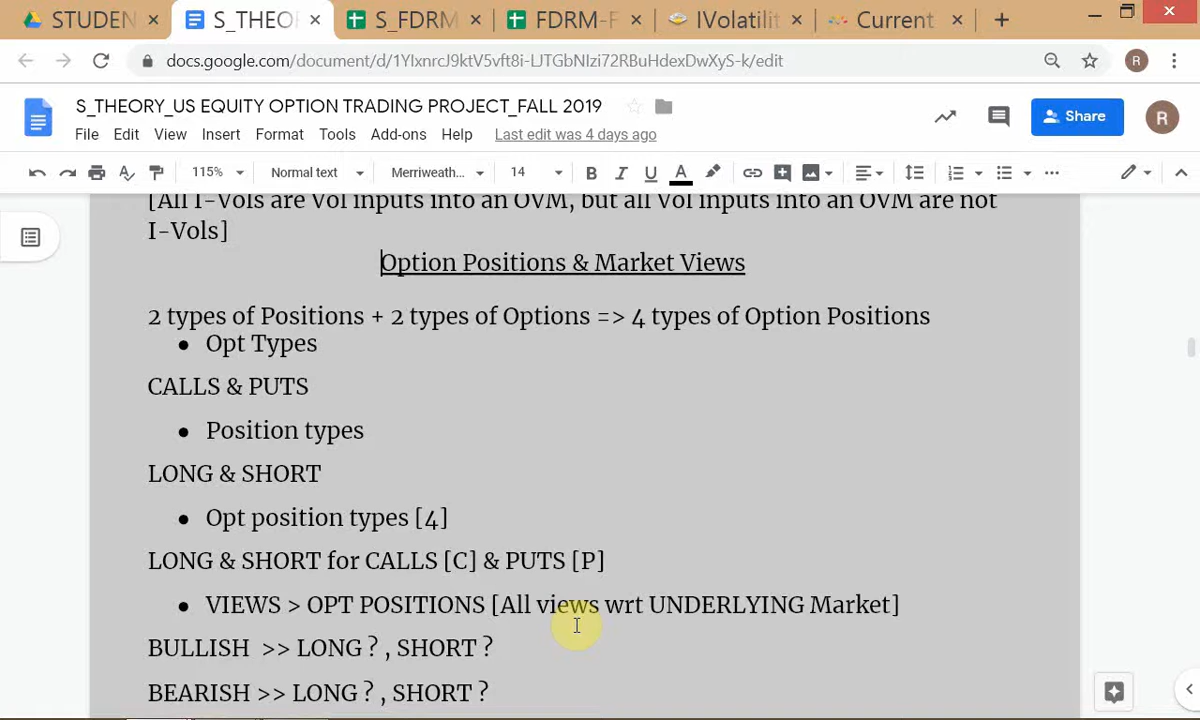 STUDEN
S_THEO
S_FDRM
FDRM-F
IVolatilit
Current
docs.google.com/document/d/1YIxnrcJ9ktV5vft8i-LJTGbNIzi72RBuHdexDwXyS-k/edit
R
S_THEORY_US EQUITY OPTION TRADING PROJECT_FALL 2019
File Edit View Insert Format Tools Add-ons Help Last edit was 4 days ago
Share
R
115% Normal text Merriweath... 14 B I U A
[All I-Vols are Vol inputs into an OVM, but all Vol inputs into an OVM are not
I-Vols]
Option Positions & Market Views
2 types of Positions + 2 types of Options => 4 types of Option Positions
● Opt Types
CALLS & PUTS
● Position types
LONG & SHORT
● Opt position types [4]
LONG & SHORT for CALLS [C] & PUTS [P]
● VIEWS > OPT POSITIONS [All views wrt UNDERLYING Market]
BULLISH >> LONG ? , SHORT ?
BEARISH >> LONG ? , SHORT ?